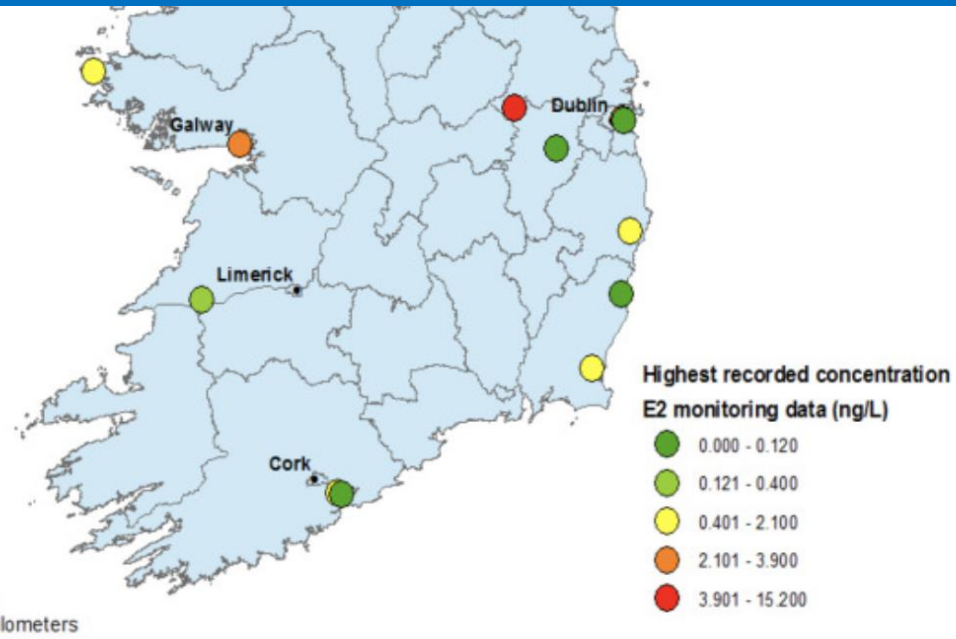 Dublin
Galway
Limerick
Cork
Highest recorded concentration
E2 monitoring data (ng/L)
0.000 - 0.120
0.121 - 0.400
0.401 - 2.100
2.101 - 3.900
3.901 - 15.200
lometers